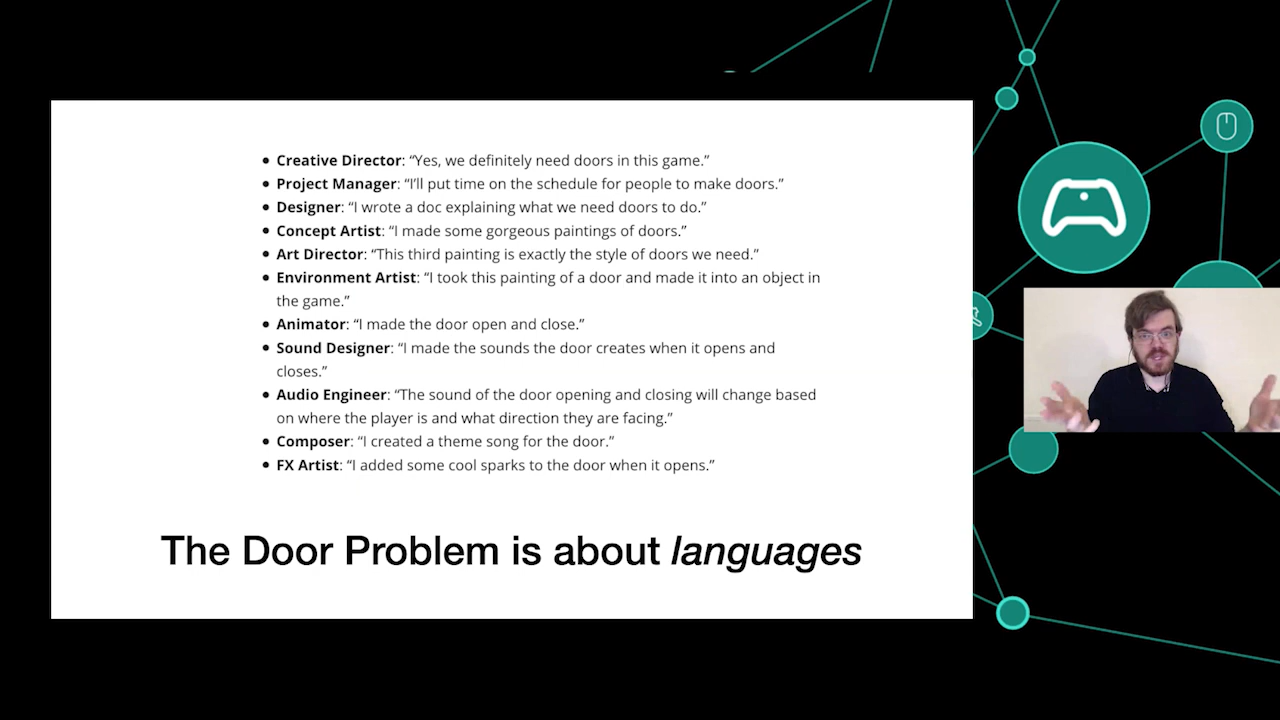 • Creative Director: “Yes, we definitely need doors in this game.”
• Project Manager: “I’ll put time on the schedule for people to make doors.”
• Designer: “I wrote a doc explaining what we need doors to do.”
• Concept Artist: “I made some gorgeous paintings of doors.”
• Art Director: “This third painting is exactly the style of doors we need.”
• Environment Artist: “I took this painting of a door and made it into an object in
the game.”
• Animator: “I made the door open and close.”
• Sound Designer: “I made the sounds the door creates when it opens and
closes.”
• Audio Engineer: “The sound of the door opening and closing will change based
on where the player is and what direction they are facing.”
• Composer: “I created a theme song for the door.”
• FX Artist: “I added some cool sparks to the door when it opens.”
The Door Problem is about languages